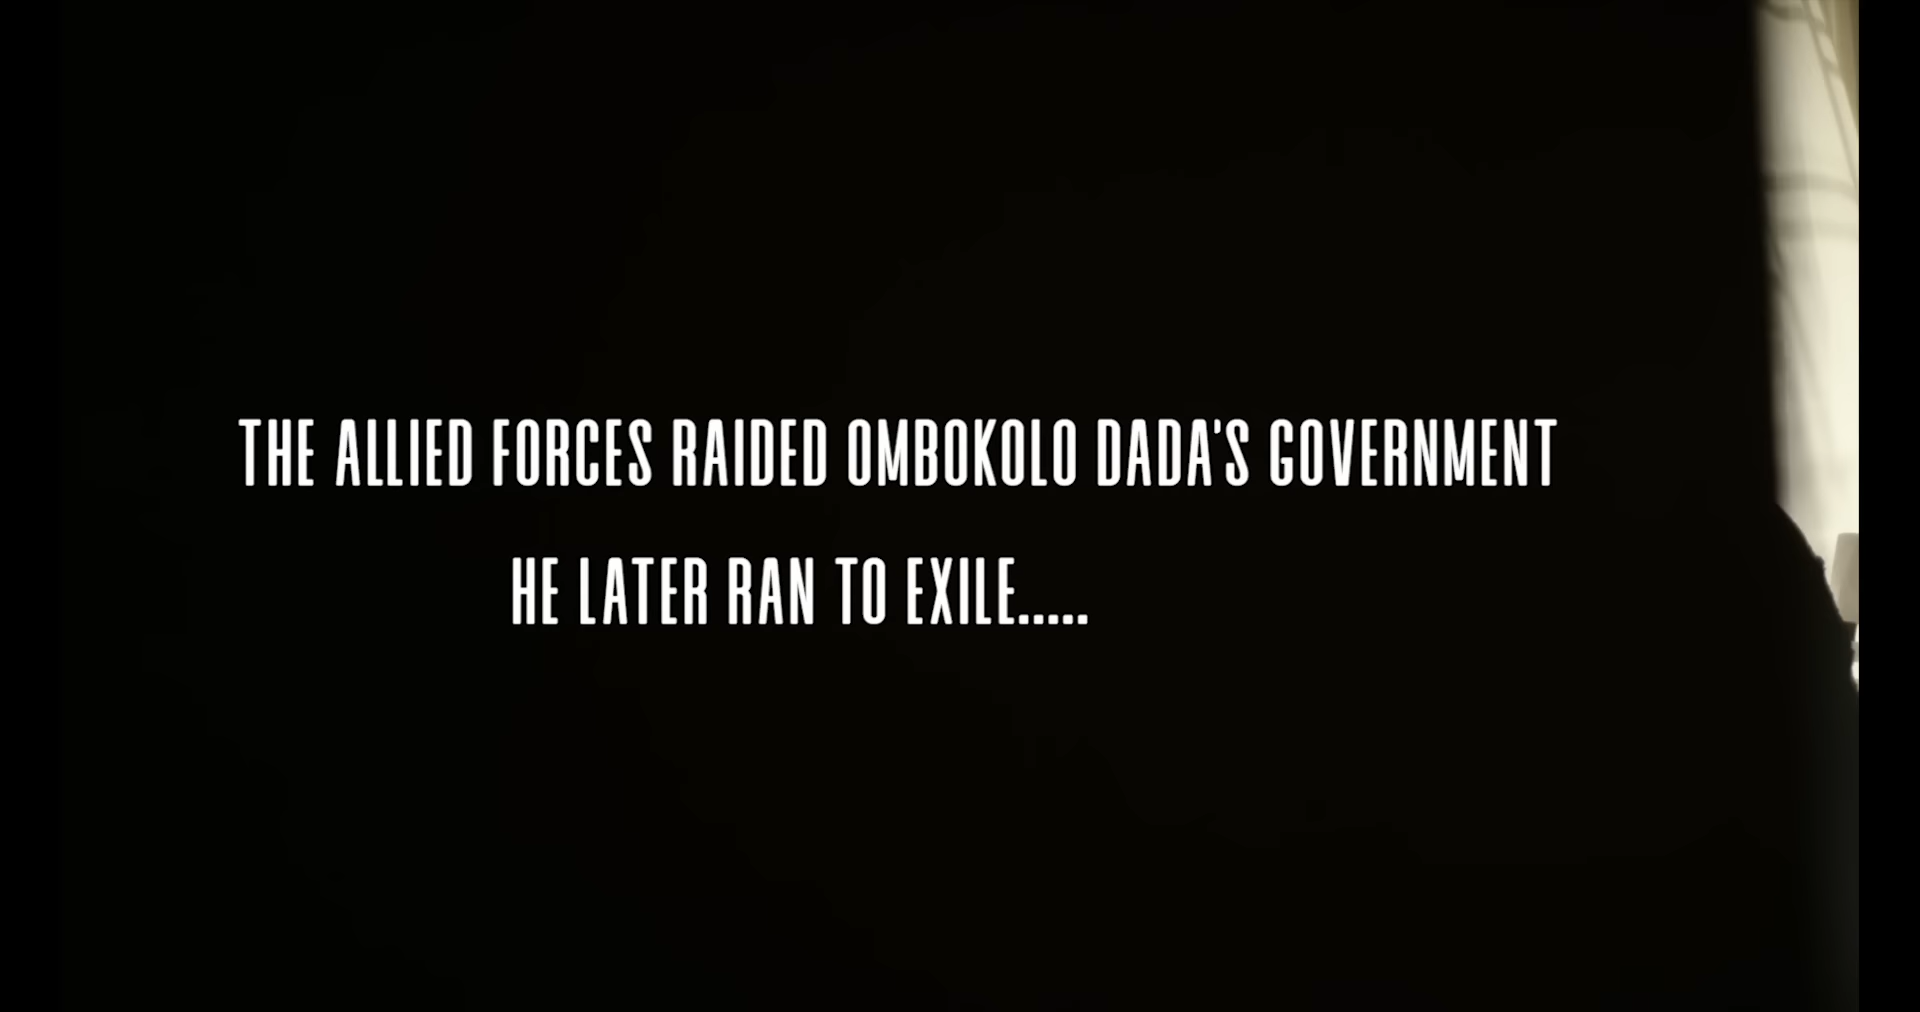 THE ALLIED FORCES RAIDED OMBOKOLO DADA'S GOVERNMENT
HE LATER RAN TO EXILE.....